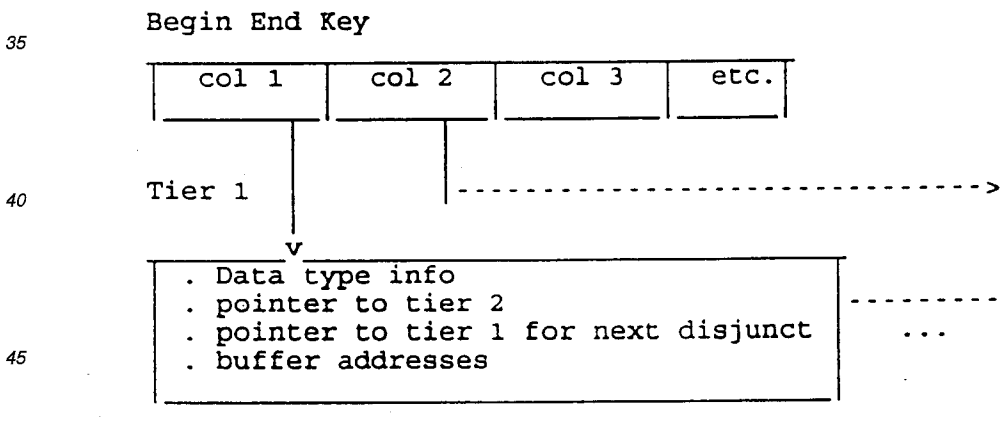 Begin End Key
35
col 1 col 2 col 3 etc.
Tier 1 - - - - - - - - - - - - - - - - - - - - - - - - - - - - - - - - >
40
v
. Data type info
. pointer to tier 2 - - - - - - - - -
. pointer to tier 1 for next disjunct ...
45
. buffer addresses